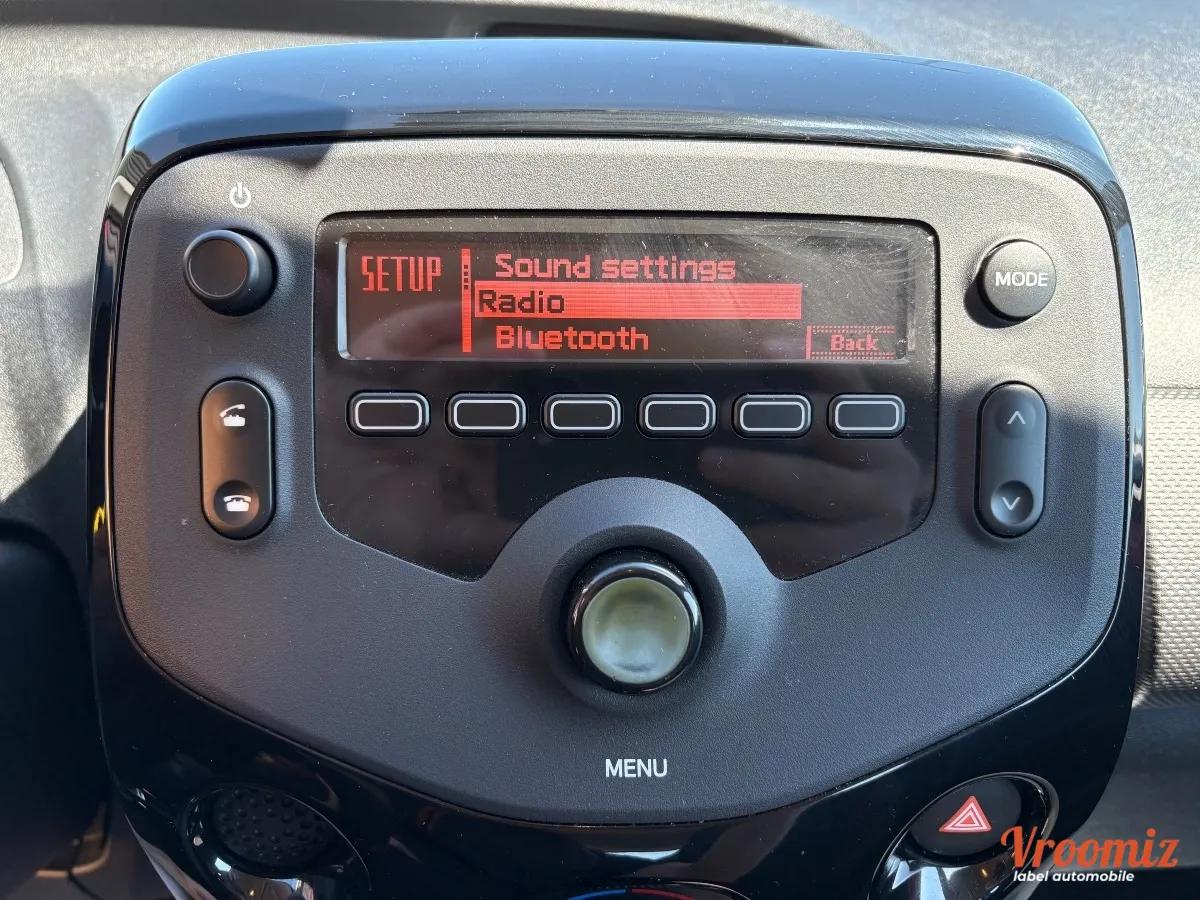 SETUP
Sound settings
Radio
Bluetooth
Back
MODE
MENU
Vroomiz
label automobile